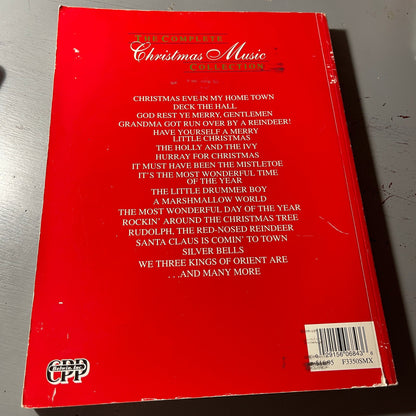 THE COMPLETE
Christmas Music
COLLECTION
CHRISTMAS EVE IN MY HOME TOWN
DECK THE HALL
GOD REST YE MERRY, GENTLEMEN
GRANDMA GOT RUN OVER BY A REINDEER!
HAVE YOURSELF A MERRY
LITTLE CHRISTMAS
THE HOLLY AND THE IVY
HURRAY FOR CHRISTMAS
IT MUST HAVE BEEN THE MISTLETOE
IT'S THE MOST WONDERFUL TIME
OF THE YEAR
THE LITTLE DRUMMER BOY
A MARSHMALLOW WORLD
THE MOST WONDERFUL DAY OF THE YEAR
ROCKIN' AROUND THE CHRISTMAS TREE
RUDOLPH, THE RED-NOSED REINDEER
SANTA CLAUS IS COMIN' TO TOWN
SILVER BELLS
WE THREE KINGS OF ORIENT ARE
. . .AND MANY MORE
CPP
Belwin Inc
29156 06843
F3350SMX